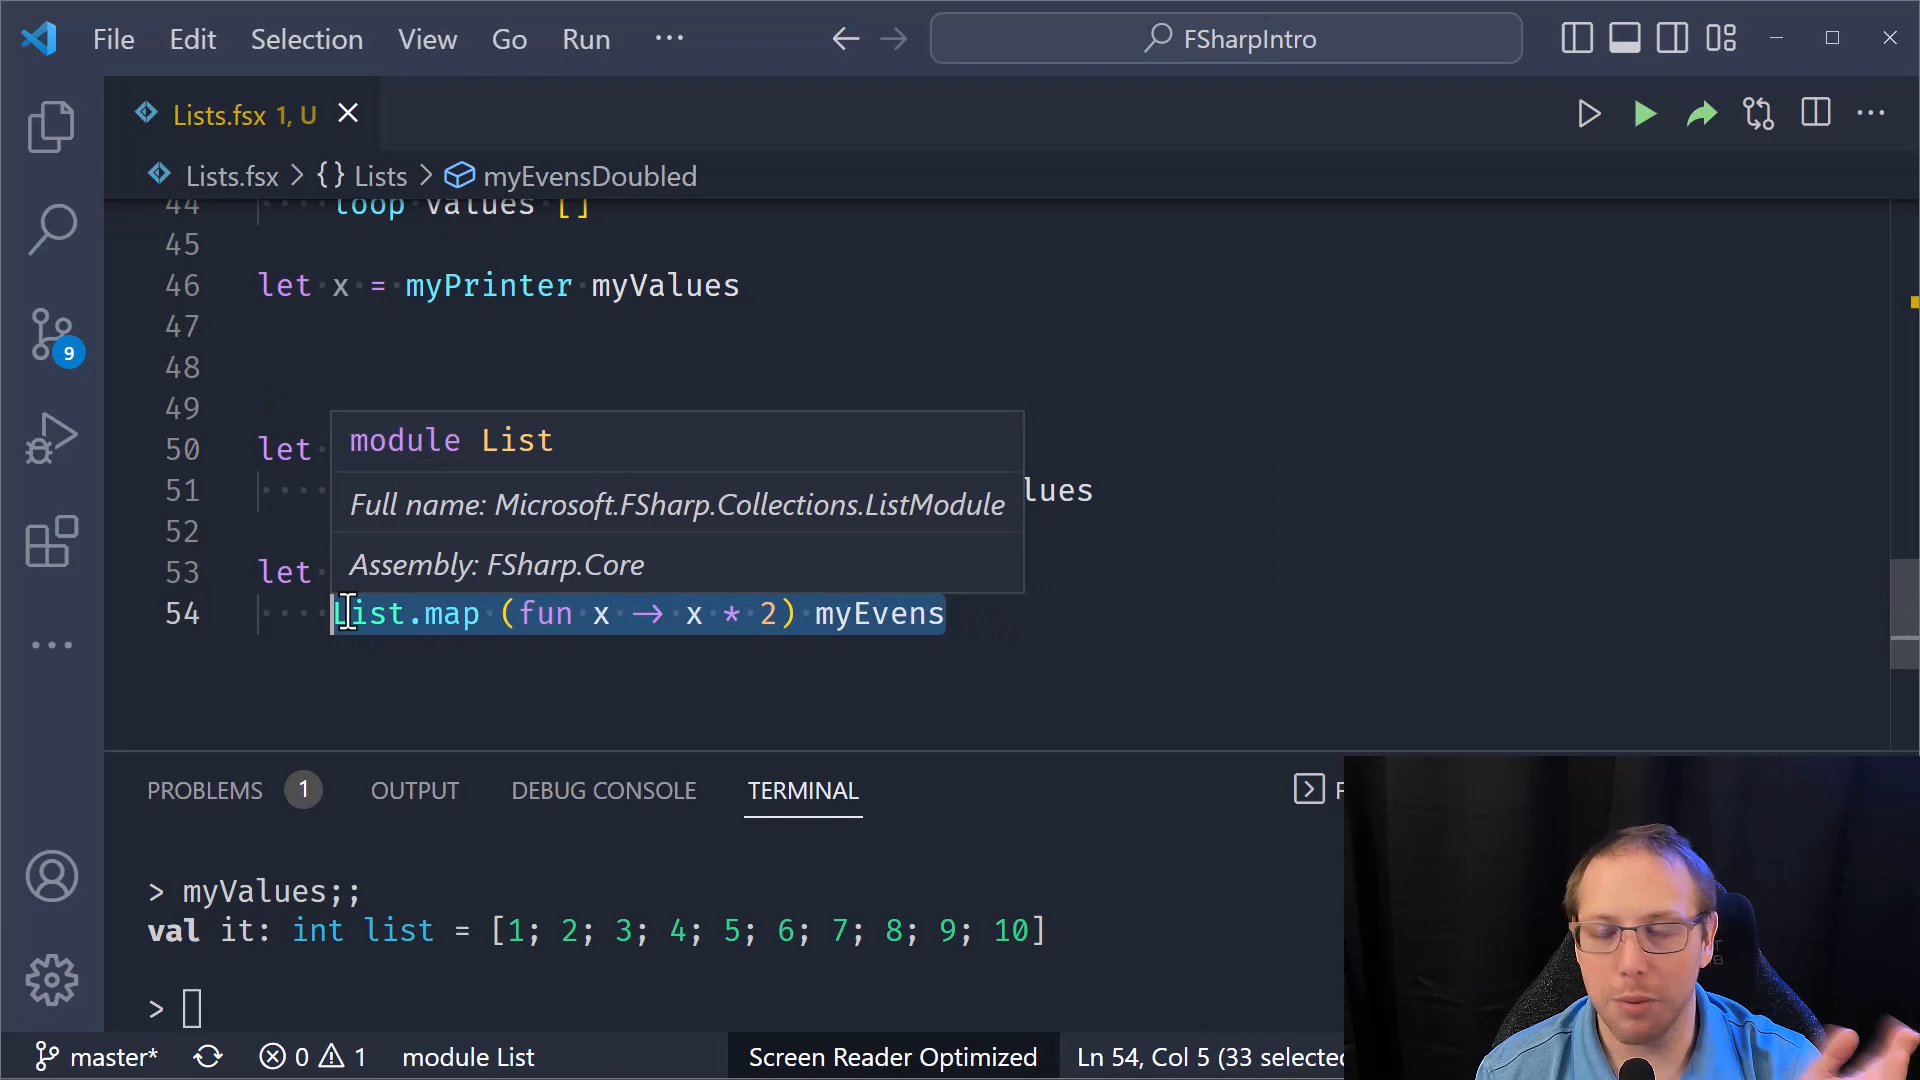 File Edit Selection View Go Run ··· FSharpIntro
Lists.fsx 1, U
Lists.fsx > {} Lists > myEvensDoubled
44 loop values []
45
46 let x = myPrinter myValues
47
48
49
50 let
51 lues
52
53 let
54 List.map (fun x → x * 2) myEvens
module List
Full name: Microsoft.FSharp.Collections.ListModule
Assembly: FSharp.Core
9
PROBLEMS 1 OUTPUT DEBUG CONSOLE TERMINAL
> myValues;;
val it: int list = [1; 2; 3; 4; 5; 6; 7; 8; 9; 10]
>
master* 0 1 module List Screen Reader Optimized Ln 54, Col 5 (33 selected